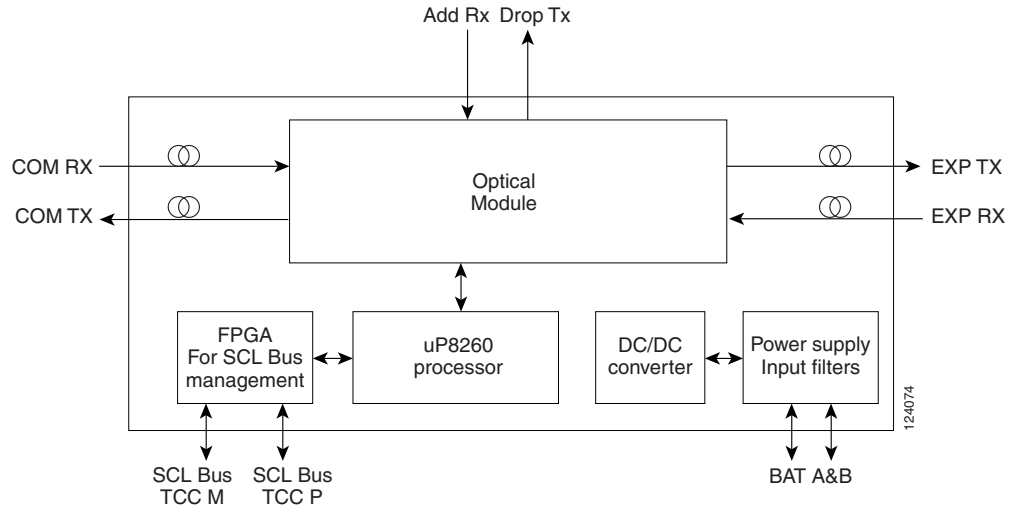 Add Rx Drop Tx
COM RX
COM TX
Optical
Module
EXP TX
EXP RX
FPGA
For SCL Bus
management
uP8260
processor
DC/DC
converter
Power supply
Input filters
124074
SCL Bus
TCC M
SCL Bus
TCC P
BAT A&B